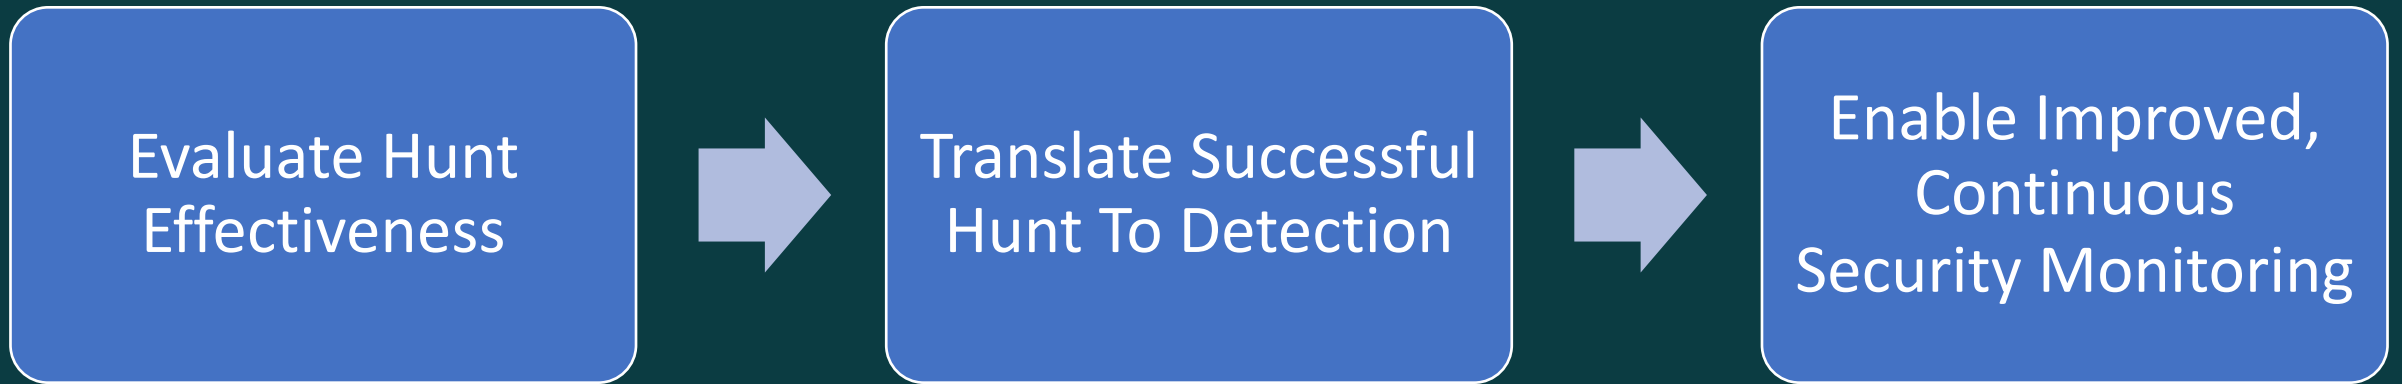 Evaluate Hunt
Effectiveness
Translate Successful
Hunt To Detection
Enable Improved,
Continuous
Security Monitoring